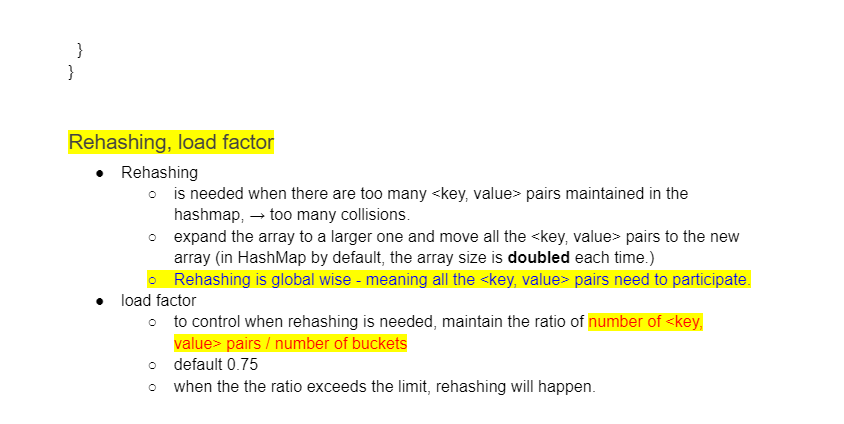 }
}
Rehashing, load factor
● Rehashing
○ is needed when there are too many <key, value> pairs maintained in the
hashmap, → too many collisions.
○ expand the array to a larger one and move all the <key, value> pairs to the new
array (in HashMap by default, the array size is doubled each time.)
○ Rehashing is global wise - meaning all the <key, value> pairs need to participate.
● load factor
○ to control when rehashing is needed, maintain the ratio of number of <key,
value> pairs / number of buckets
○ default 0.75
○ when the the ratio exceeds the limit, rehashing will happen.